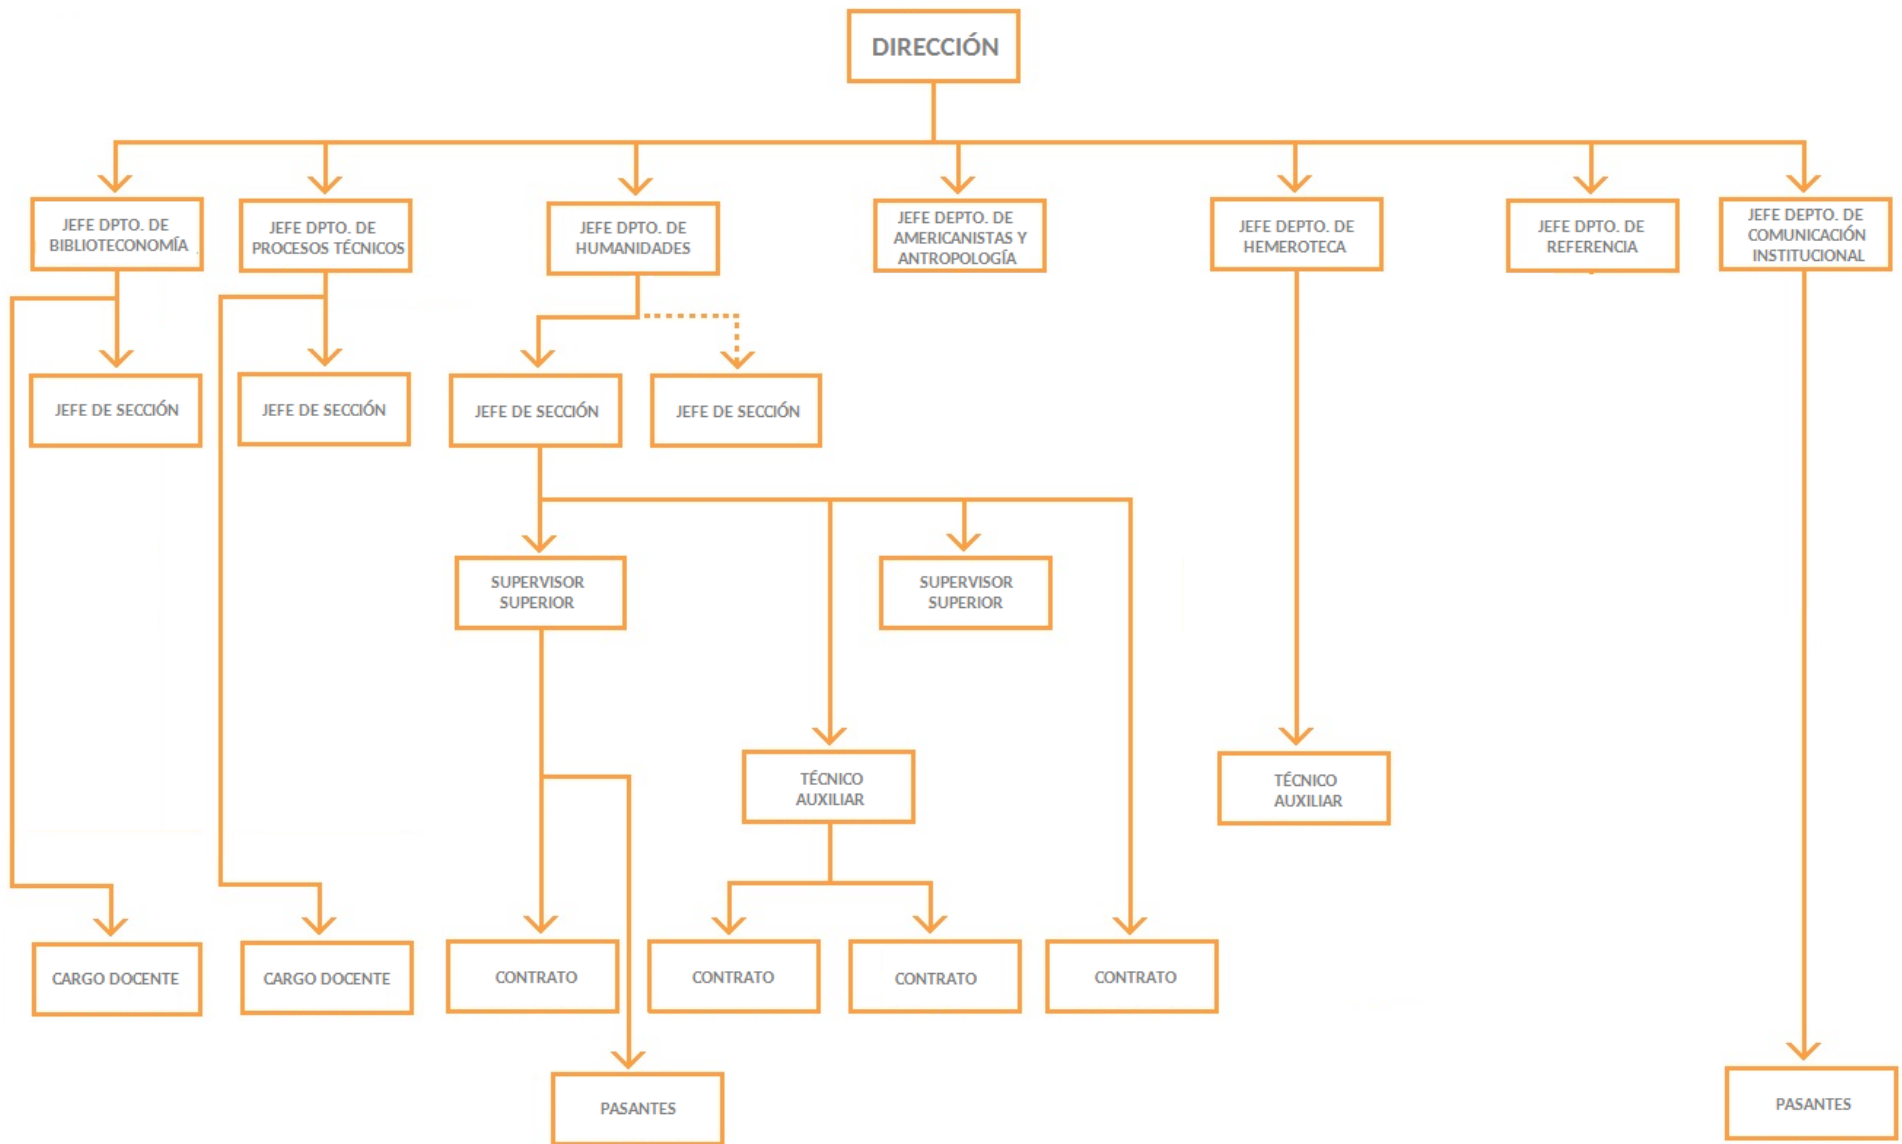 DIRECCIÓN
JEFE DPTO. DE
BIBLIOTECONOMÍA
JEFE DPTO. DE
PROCESOS TÉCNICOS
JEFE DPTO. DE
HUMANIDADES
JEFE DEPTO. DE
AMERICANISTAS Y
ANTROPOLOGÍA
JEFE DEPTO. DE
HEMEROTECA
JEFE DPTO. DE
REFERENCIA
JEFE DEPTO. DE
COMUNICACIÓN
INSTITUCIONAL
JEFE DE SECCIÓN
JEFE DE SECCIÓN
JEFE DE SECCIÓN
JEFE DE SECCIÓN
SUPERVISOR
SUPERIOR
SUPERVISOR
SUPERIOR
TÉCNICO
AUXILIAR
TÉCNICO
AUXILIAR
CARGO DOCENTE
CARGO DOCENTE
CONTRATO
CONTRATO
CONTRATO
CONTRATO
PASANTES
PASANTES